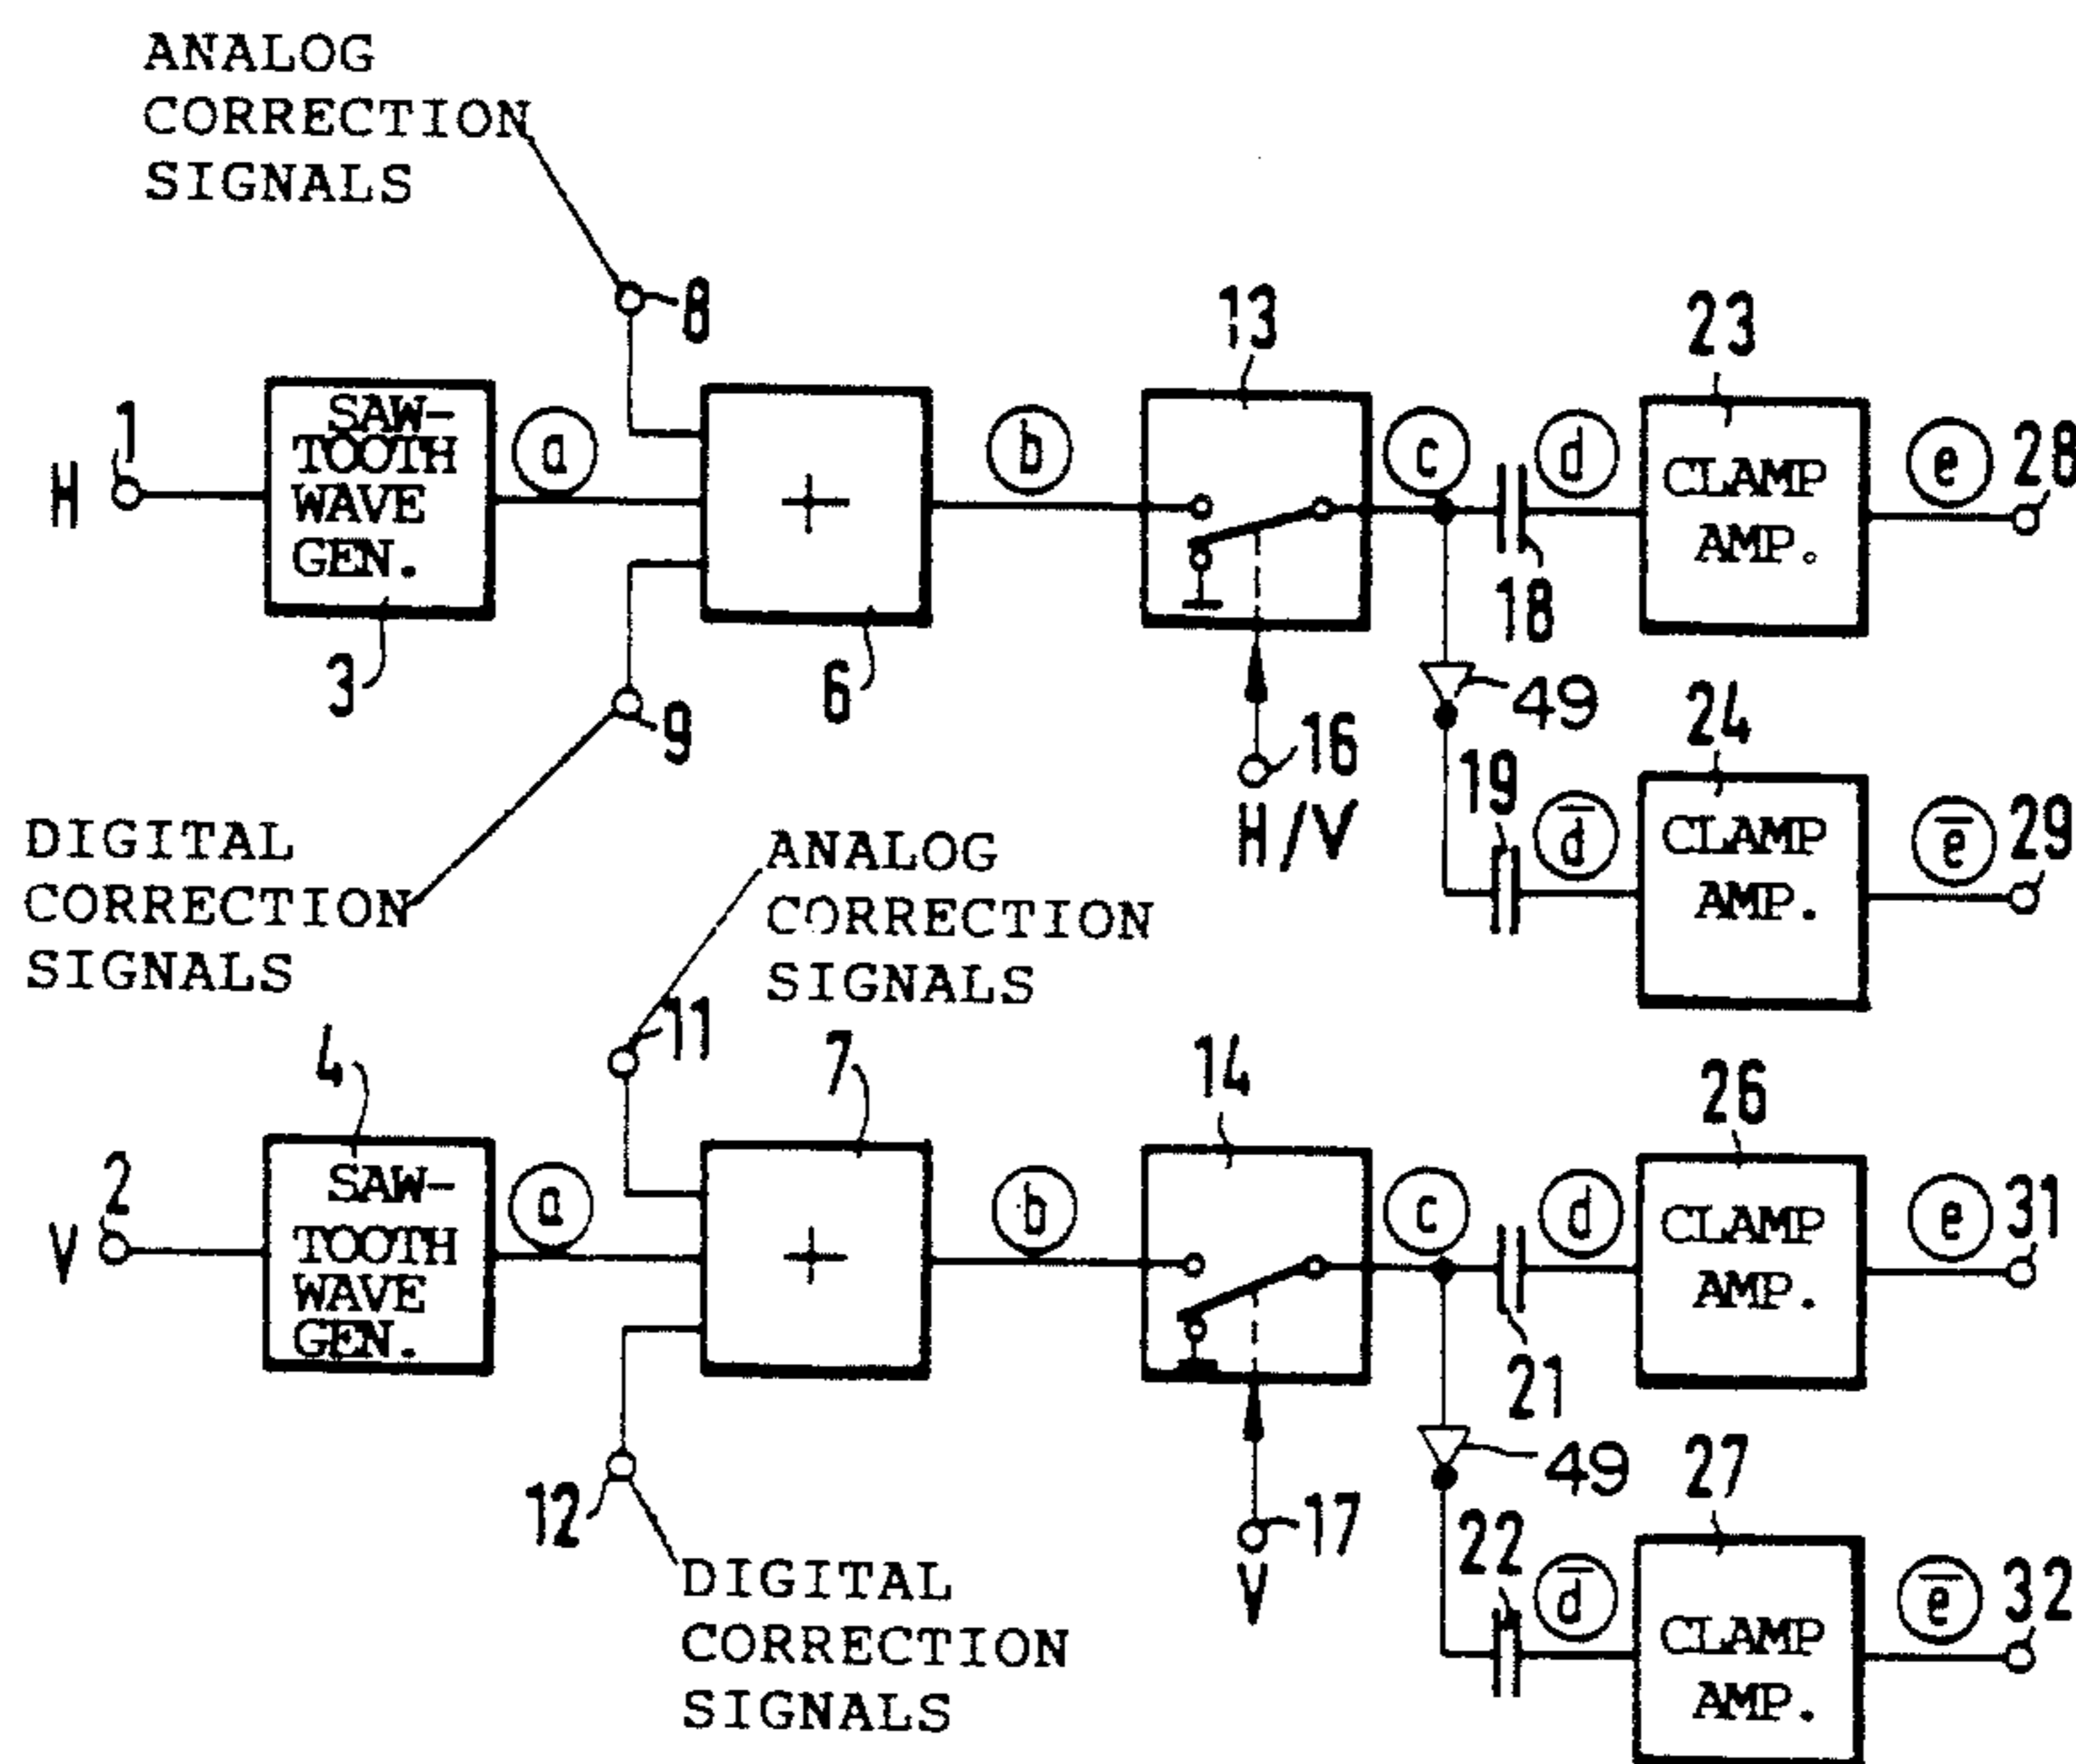 ANALOG
CORRECTION
SIGNALS
8
13
23
H 1
SAW-
TOOTH
WAVE
GEN.
a
+
b
c
d
CLAMP
AMP.
e 28
3
6
18
9
16
H/V
49
24
19
d̅
CLAMP
AMP.
e̅ 29
DIGITAL
CORRECTION
SIGNALS
ANALOG
CORRECTION
SIGNALS
11
4
7
14
26
V 2
SAW-
TOOTH
WAVE
GEN.
a
+
b
c
d
CLAMP
AMP.
e 31
21
12
17
V
49
27
22
d̅
CLAMP
AMP.
e̅ 32
DIGITAL
CORRECTION
SIGNALS